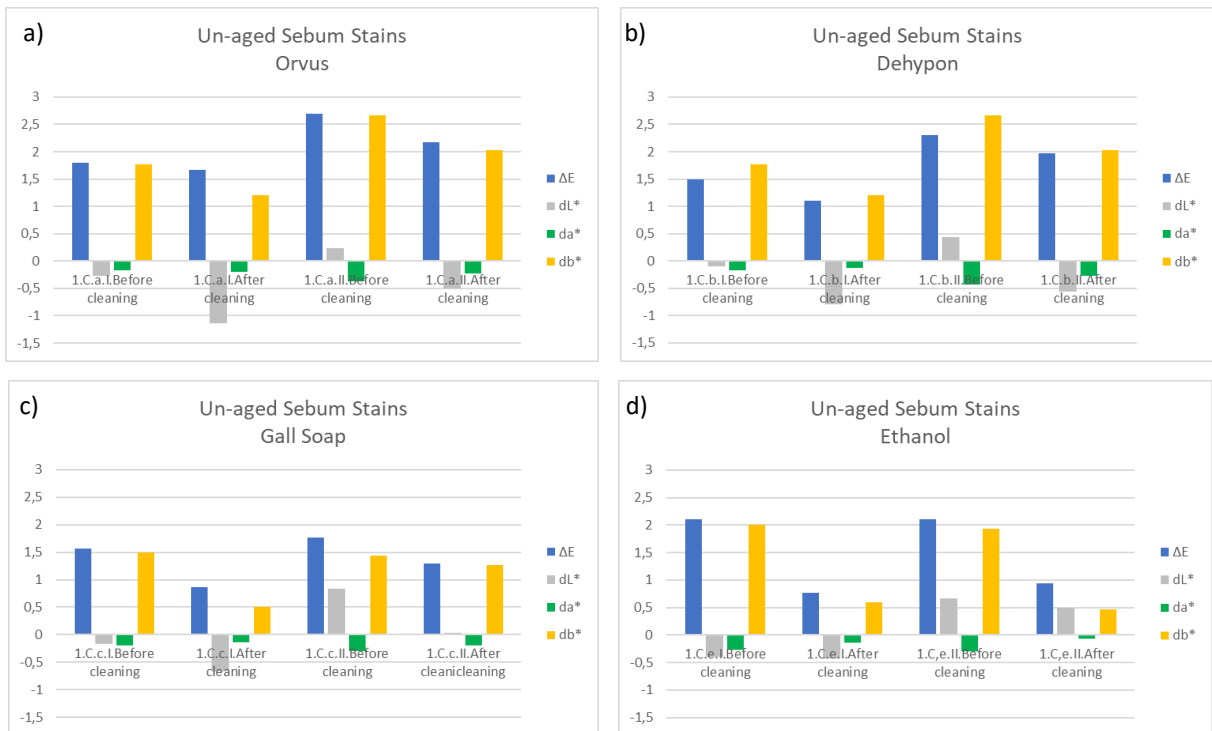 a)
Un-aged Sebum Stains
Orvus
3
2,5
2
1,5
1
0,5
0
-0,5
-1
-1,5
1.C.a.I.Before
cleaning
1.C.a.I.After
cleaning
1.C.a.II.Before
cleaning
1.C.a.II.After
cleaning
ΔE
dL*
da*
db*
b)
Un-aged Sebum Stains
Dehypon
3
2,5
2
1,5
1
0,5
0
-0,5
-1
-1,5
1.C.b.I.Before
cleaning
1.C.b.I.After
cleaning
1.C.b.II.Before
cleaning
1.C.b.II.After
cleaning
ΔE
dL*
da*
db*
c)
Un-aged Sebum Stains
Gall Soap
3
2,5
2
1,5
1
0,5
0
-0,5
-1
-1,5
1.C.c.I.Before
cleaning
1.C.c.I.After
cleaning
1.C.c.II.Before
cleaning
1.C.c.II.After
cleanicleaning
ΔE
dL*
da*
db*
d)
Un-aged Sebum Stains
Ethanol
3
2,5
2
1,5
1
0,5
0
-0,5
-1
-1,5
1.C.e.I.Before
cleaning
1.C.e.I.After
cleaning
1.C,e.II.Before
cleaning
1.C,e.II.After
cleaning
ΔE
dL*
da*
db*